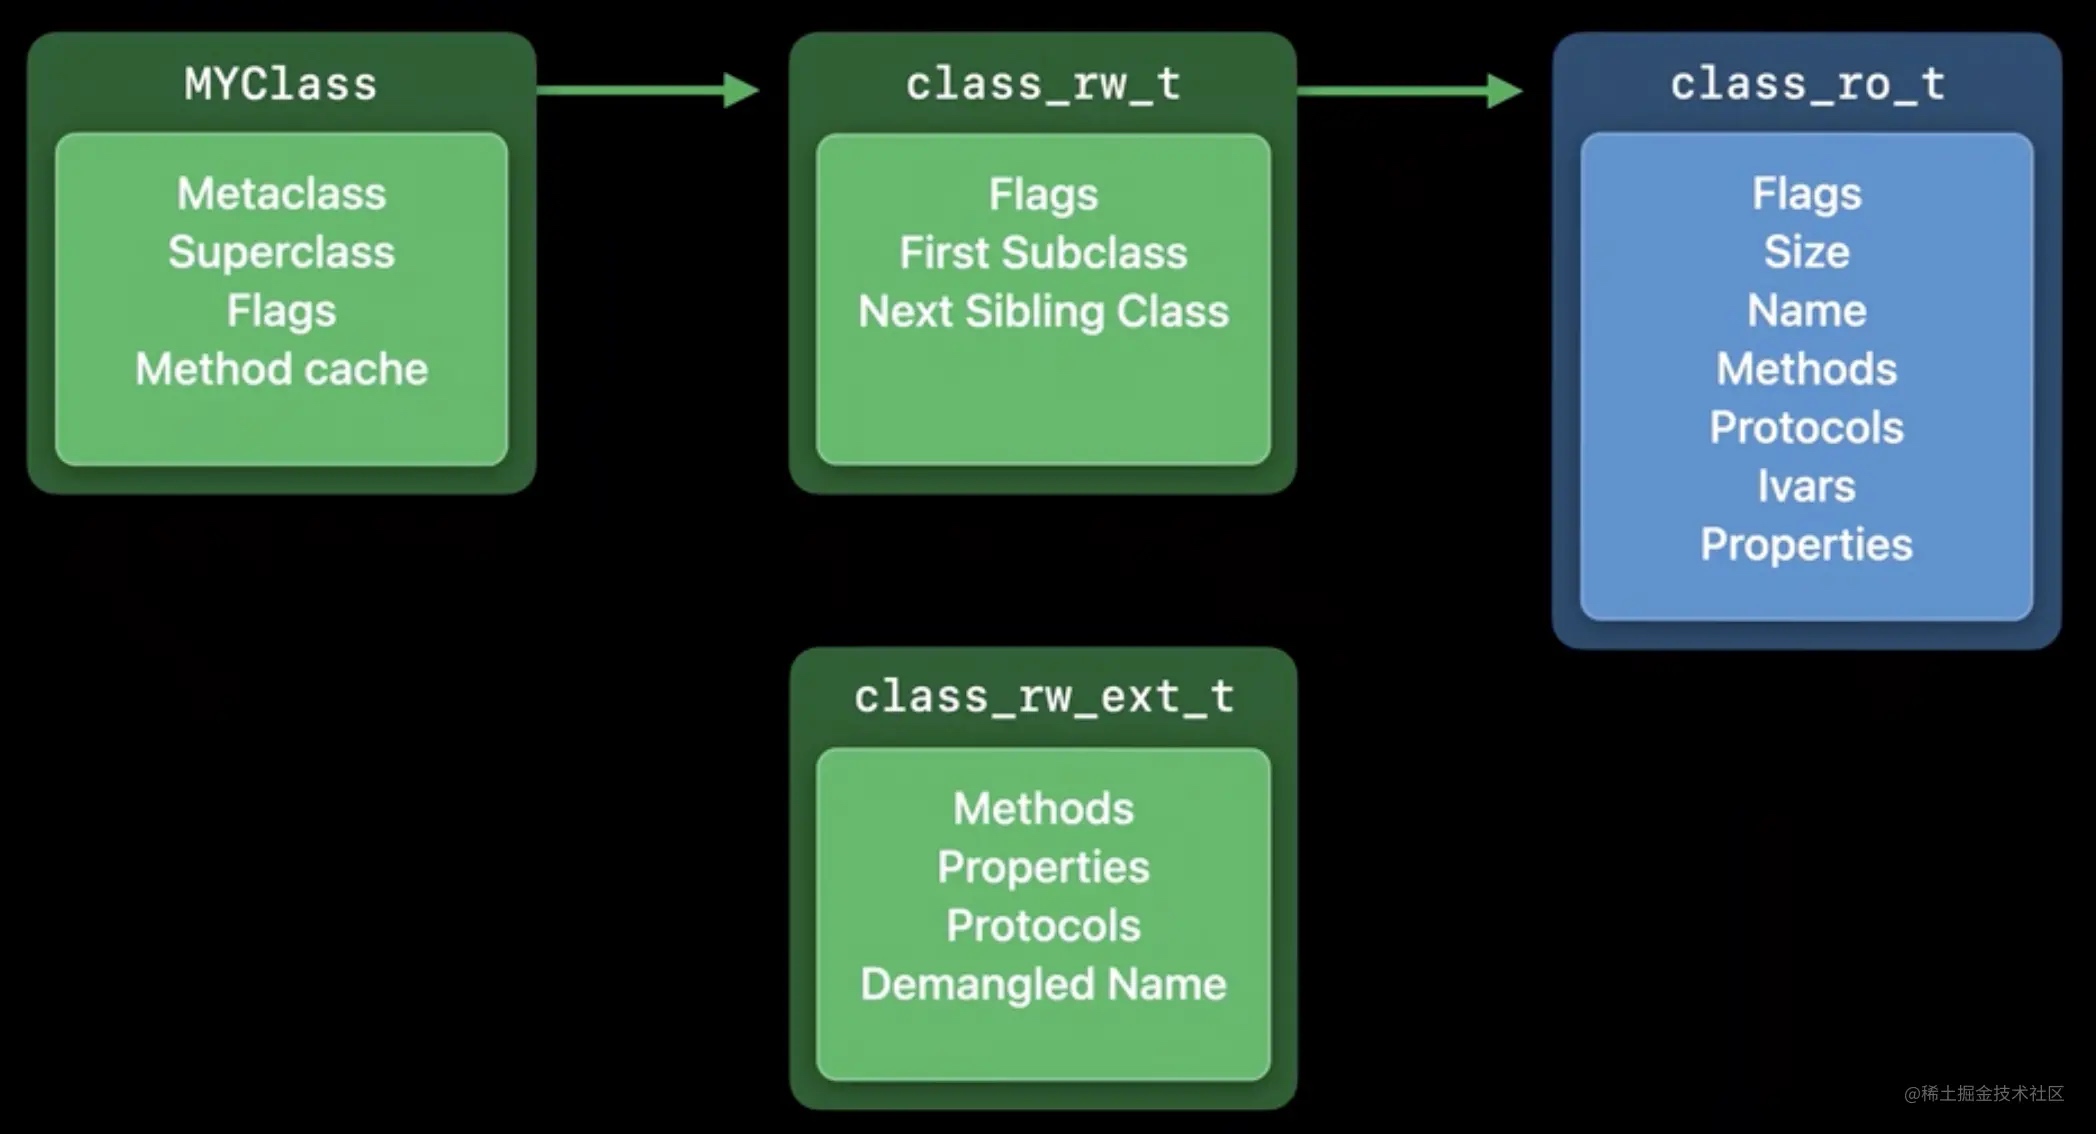 MYClass
Metaclass
Superclass
Flags
Method cache
class_rw_t
Flags
First Subclass
Next Sibling Class
class_ro_t
Flags
Size
Name
Methods
Protocols
Ivars
Properties
class_rw_ext_t
Methods
Properties
Protocols
Demangled Name
@稀土掘金技术社区